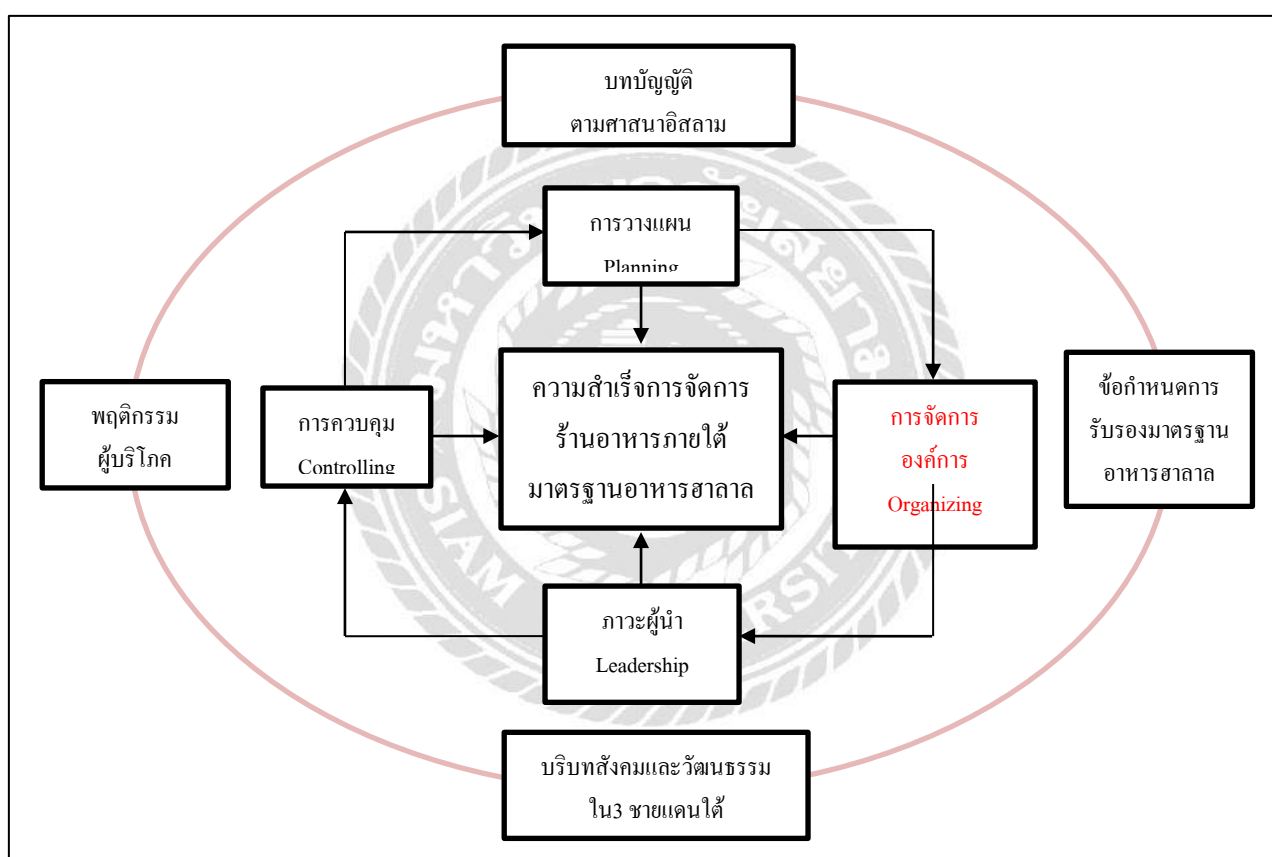 บทบัญญัติ
ตามศาสนาอิสลาม
การวางแผน
Planning
ความสำเร็จการจัดการ
ร้านอาหารภายใต้
มาตรฐานอาหารฮาลาล
พฤติกรรม
ผู้บริโภค
การควบคุม
Controlling
การจัดการ
องค์การ
Organizing
ข้อกำหนดการ
รับรองมาตรฐาน
อาหารฮาลาล
ภาวะผู้นำ
Leadership
บริบทสังคมและวัฒนธรรม
ใน3 ชายแดนใต้
SIAM